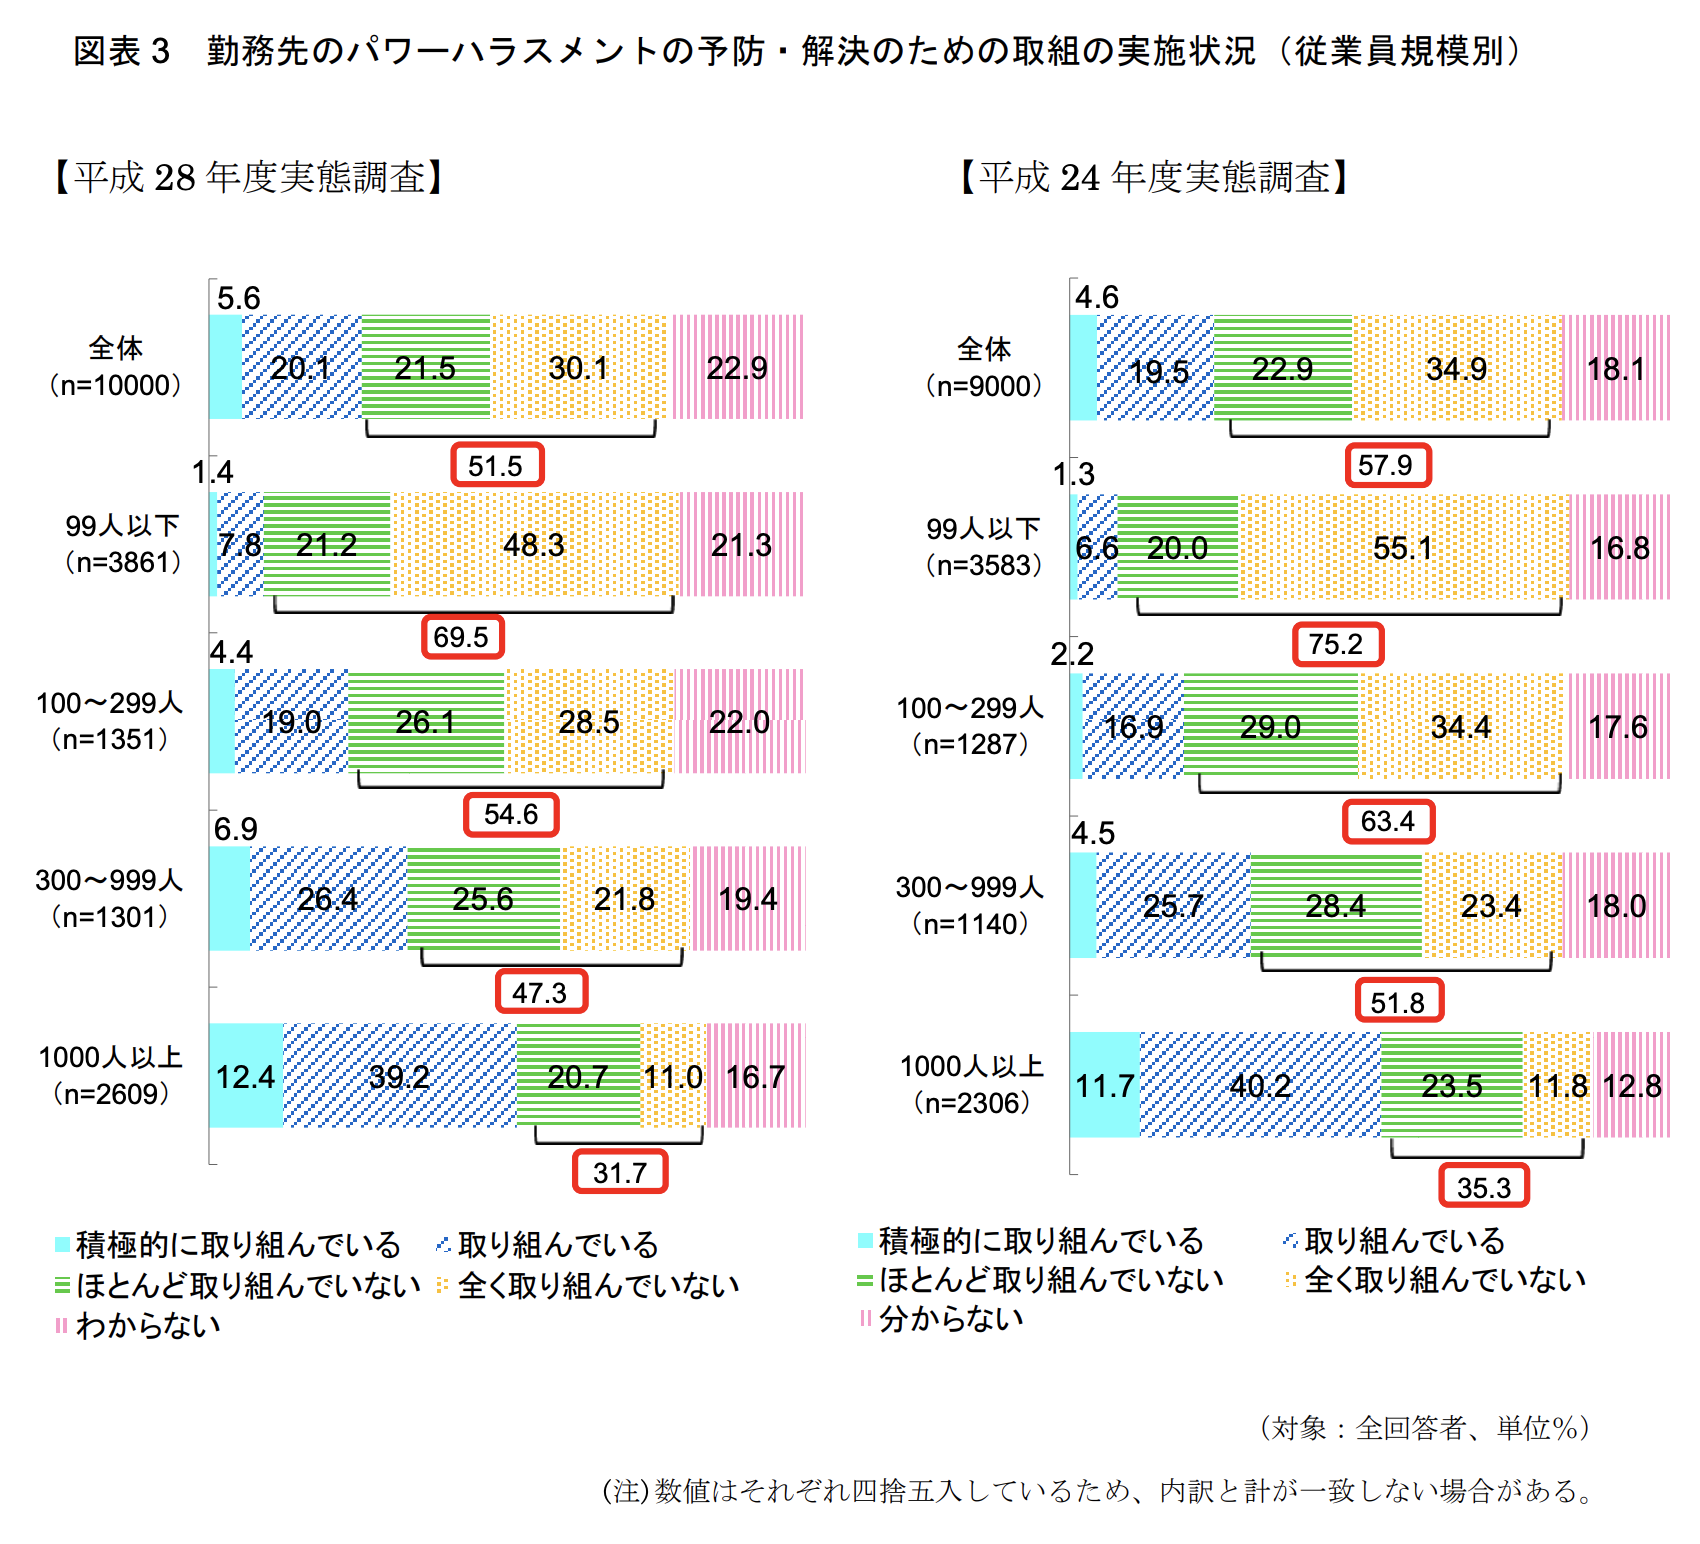 図表3　勤務先のパワーハラスメントの予防・解決のための取組の実施状況（従業員規模別）
【平成 28 年度実態調査】
5.6
全体
（n=10000）
20.1 21.5 30.1 22.9
51.5
1.4
99人以下
（n=3861）
7.8 21.2 48.3 21.3
69.5
4.4
100～299人
（n=1351）
19.0 26.1 28.5 22.0
54.6
6.9
300～999人
（n=1301）
26.4 25.6 21.8 19.4
47.3
1000人以上
（n=2609）
12.4 39.2 20.7 11.0 16.7
31.7
積極的に取り組んでいる 取り組んでいる
ほとんど取り組んでいない 全く取り組んでいない
わからない
【平成 24 年度実態調査】
4.6
全体
（n=9000）
19.5 22.9 34.9 18.1
57.9
1.3
99人以下
（n=3583）
6.6 20.0 55.1 16.8
75.2
2.2
100～299人
（n=1287）
16.9 29.0 34.4 17.6
63.4
4.5
300～999人
（n=1140）
25.7 28.4 23.4 18.0
51.8
1000人以上
（n=2306）
11.7 40.2 23.5 11.8 12.8
35.3
積極的に取り組んでいる 取り組んでいる
ほとんど取り組んでいない 全く取り組んでいない
分からない
（対象：全回答者、単位％）
(注)数値はそれぞれ四捨五入しているため、内訳と計が一致しない場合がある。